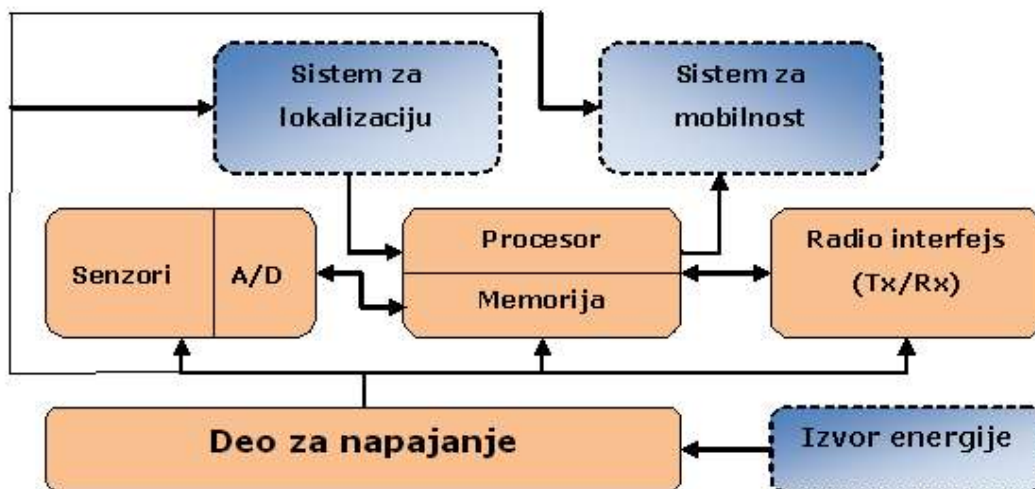 Sistem za
lokalizaciju
Sistem za
mobilnost
Senzori
A/D
Procesor
Memorija
Radio interfejs
(Tx/Rx)
Deo za napajanje
Izvor energije